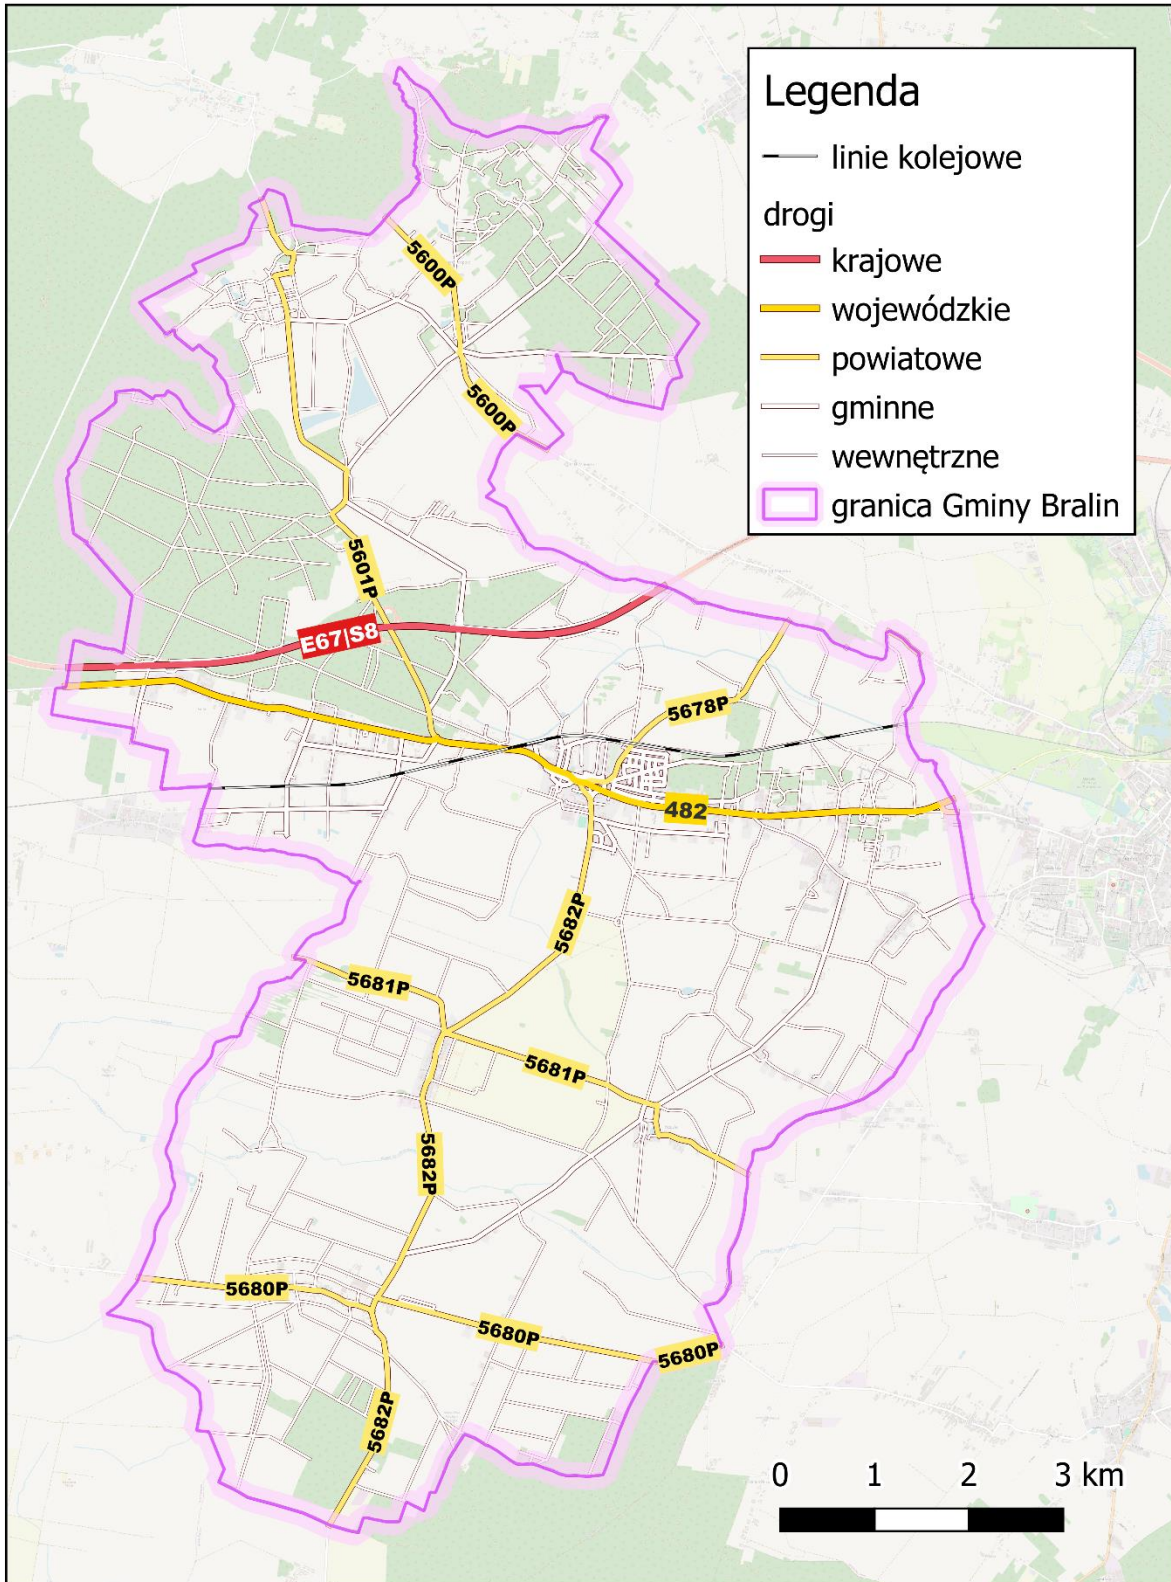 Legenda
linie kolejowe
drogi
krajowe
wojewódzkie
powiatowe
gminne
wewnętrzne
granica Gminy Bralin
5600P
5600P
5601P
E67|S8
5678P
482
5682P
5681P
5681P
5682P
5680P
5680P
5680P
5682P
0 1 2 3 km